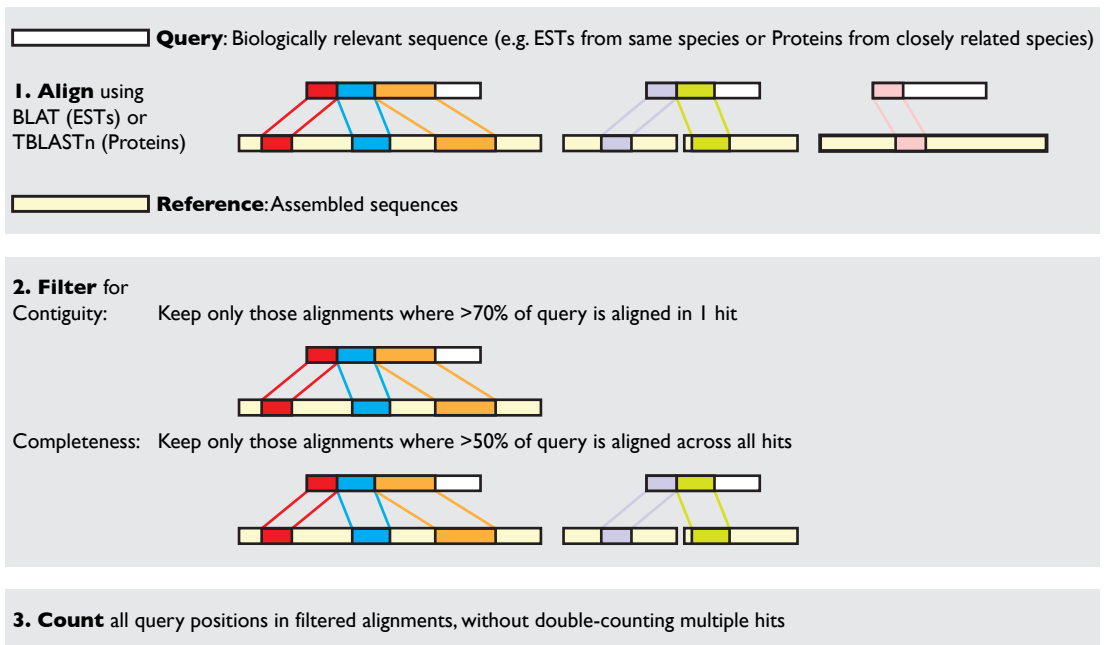 Query: Biologically relevant sequence (e.g. ESTs from same species or Proteins from closely related species)
1. Align using
BLAT (ESTs) or
TBLASTn (Proteins)
Reference: Assembled sequences
2. Filter for
Contiguity: Keep only those alignments where >70% of query is aligned in 1 hit
Completeness: Keep only those alignments where >50% of query is aligned across all hits
3. Count all query positions in filtered alignments, without double-counting multiple hits